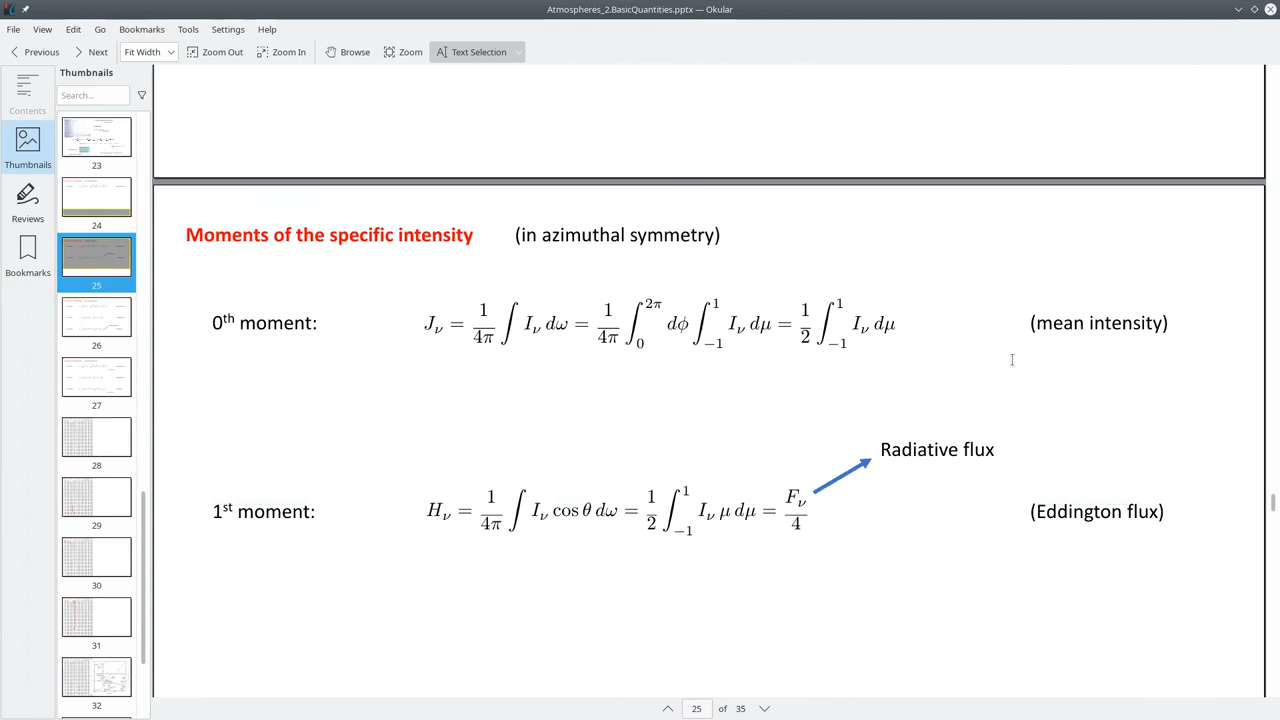 Atmospheres_2.BasicQuantities.pptx — Okular
File View Edit Go Bookmarks Tools Settings Help
Previous Next Fit Width Zoom Out Zoom In Browse Zoom Text Selection
Contents
Thumbnails
Reviews
Bookmarks
Thumbnails
Search...
23
24
25
26
27
28
29
30
31
32
Moments of the specific intensity (in azimuthal symmetry)
0th moment: J_ν = 1/4π ∫ I_ν dω = 1/4π ∫_0^2π dϕ ∫_−1^1 I_ν dμ = 1/2 ∫_−1^1 I_ν dμ (mean intensity)
Radiative flux
1st moment: H_ν = 1/4π ∫ I_ν cos θ dω = 1/2 ∫_−1^1 I_ν μ dμ = F_ν/4 (Eddington flux)
25 of 35